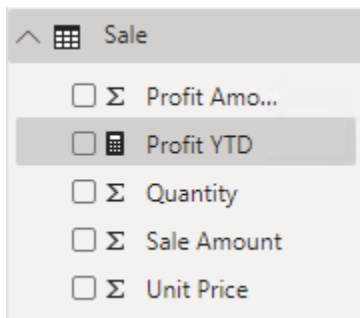 Sale
Σ Profit Amo...
Profit YTD
Σ Quantity
Σ Sale Amount
Σ Unit Price